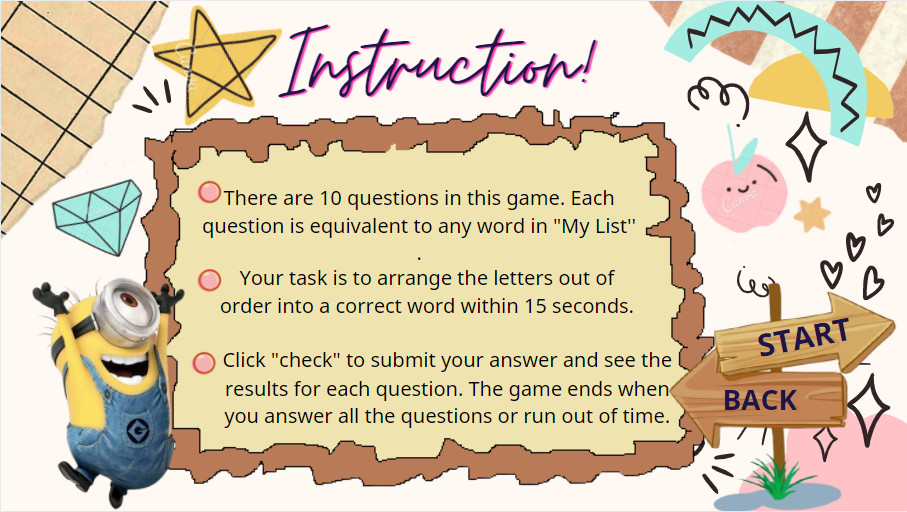 Instruction!
There are 10 questions in this game. Each
question is equivalent to any word in "My List''
.
Your task is to arrange the letters out of
order into a correct word within 15 seconds.
Click "check" to submit your answer and see the
results for each question. The game ends when
you answer all the questions or run out of time.
START
BACK
Canva